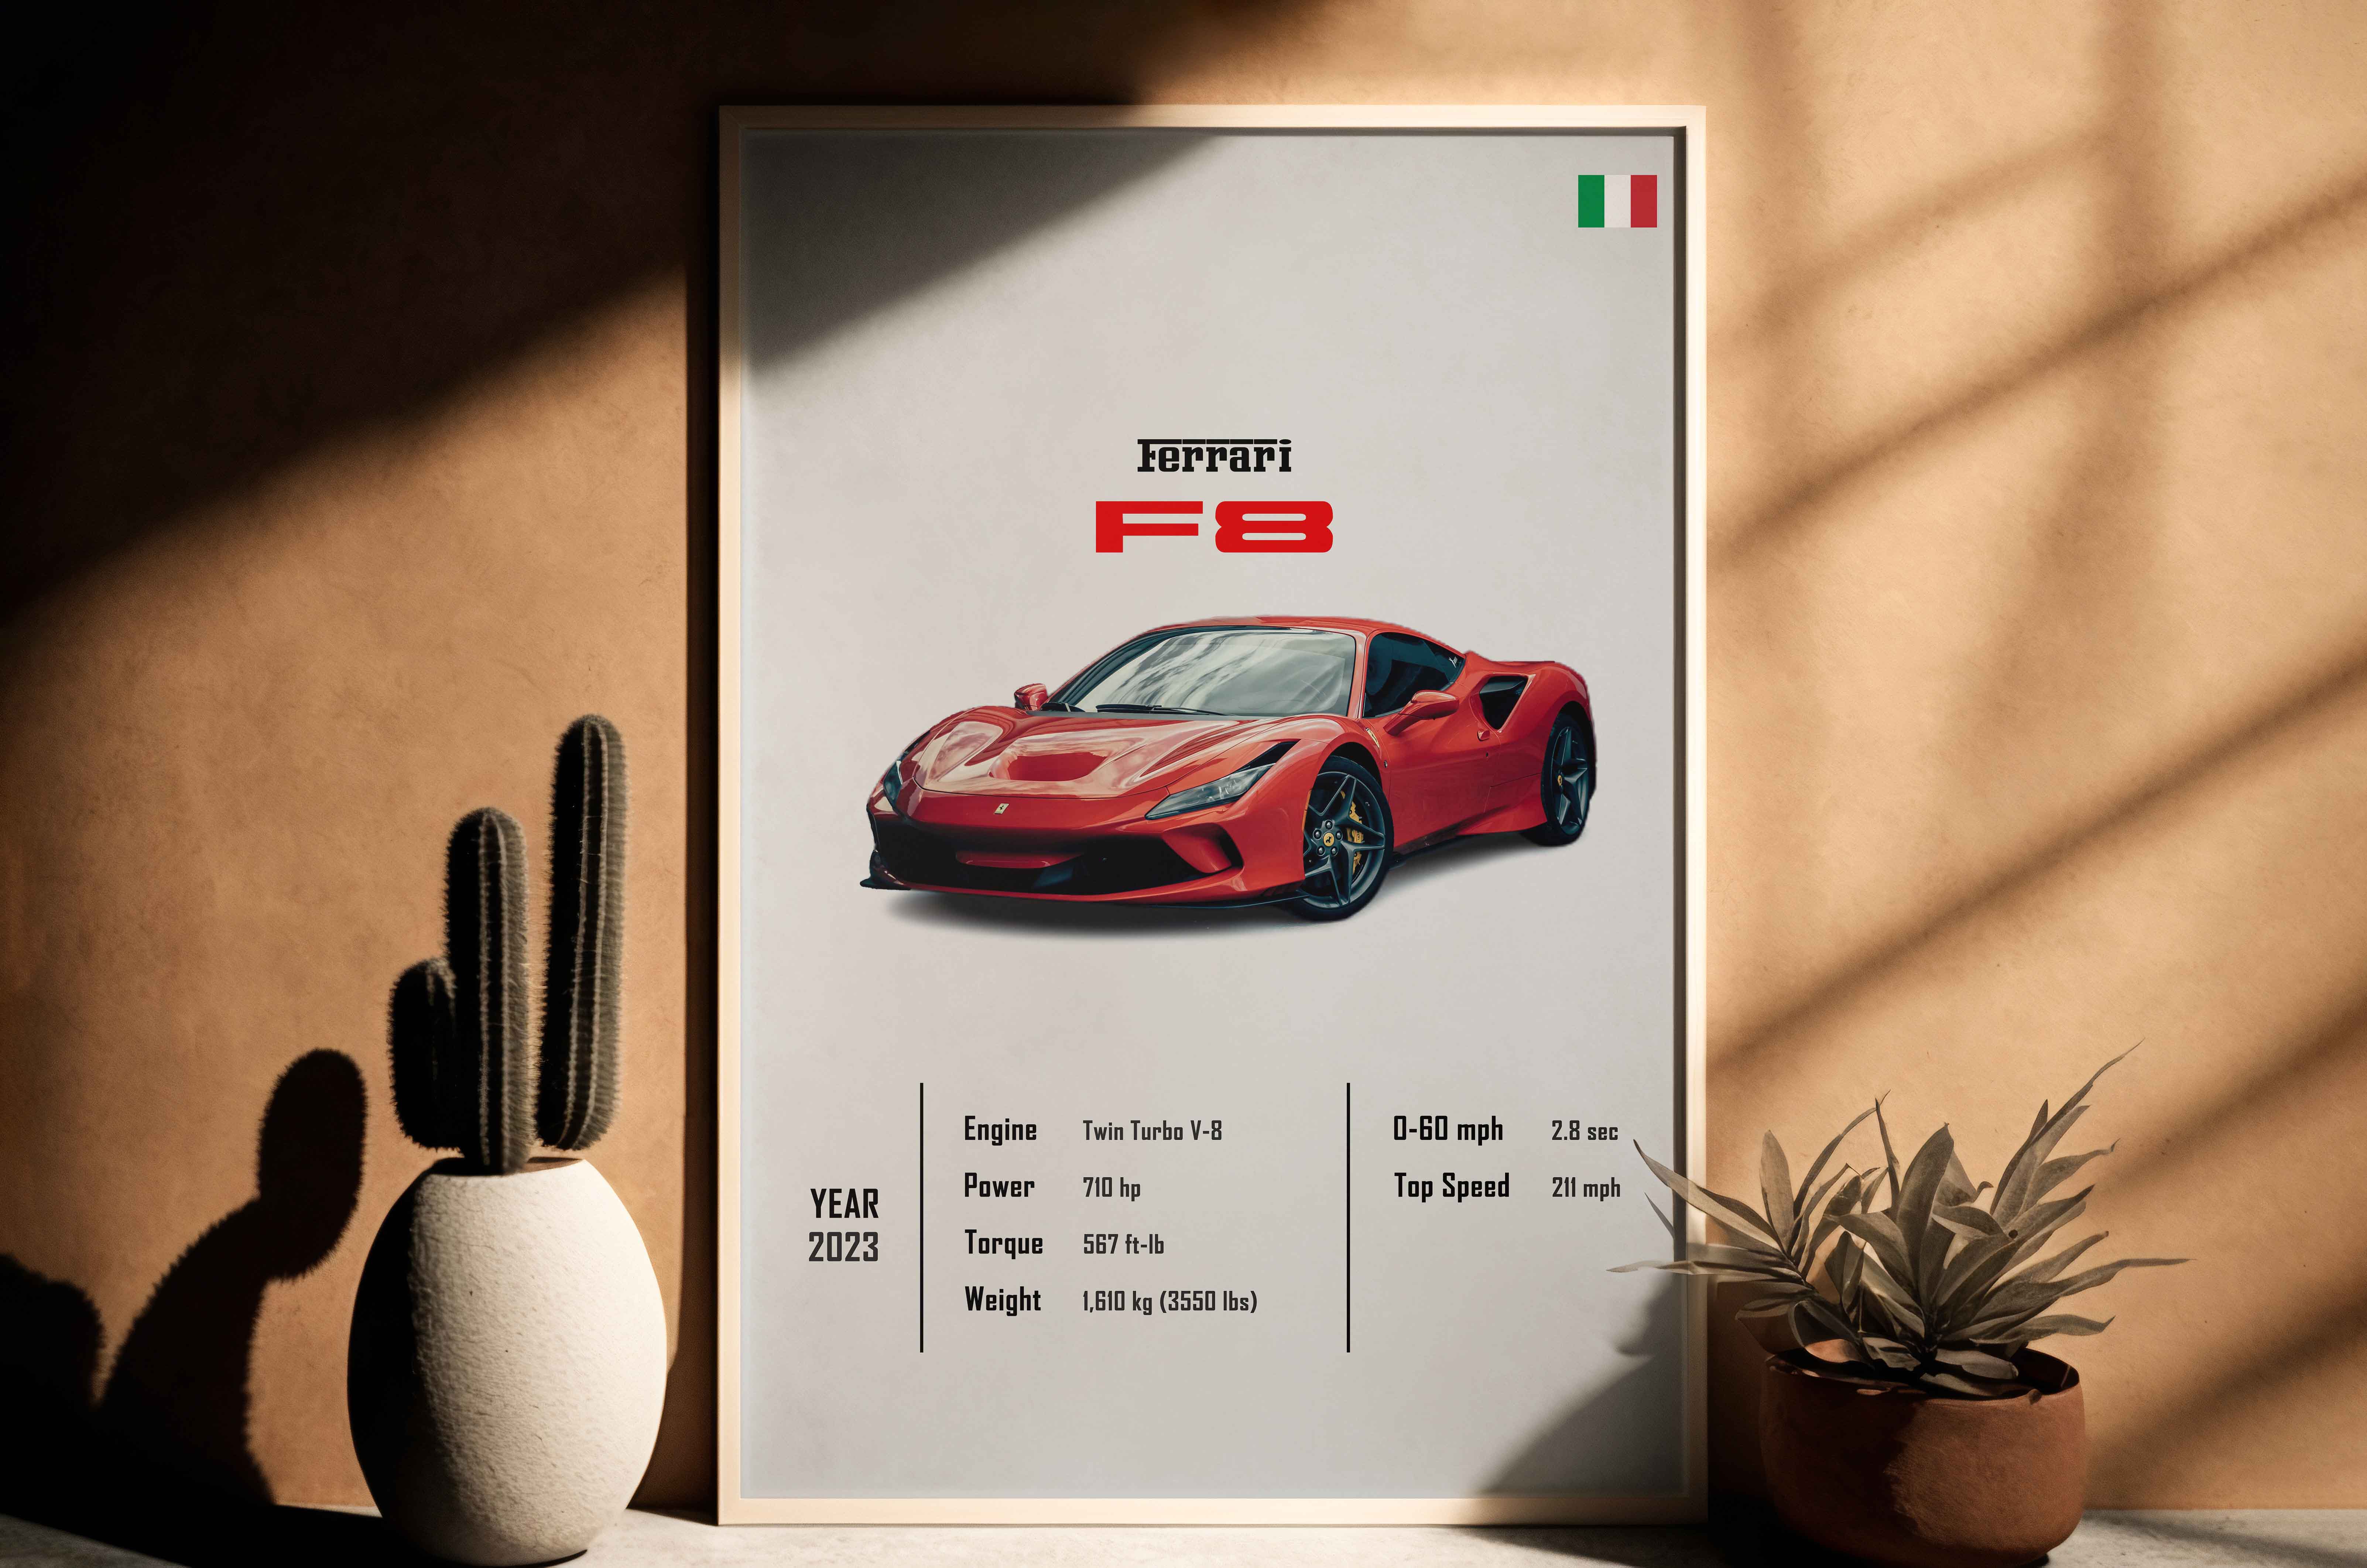 Ferrari
F8
YEAR
2023
Engine Twin Turbo V-8
Power 710 hp
Torque 567 ft-lb
Weight 1,610 kg (3550 lbs)
0-60 mph 2.8 sec
Top Speed 211 mph